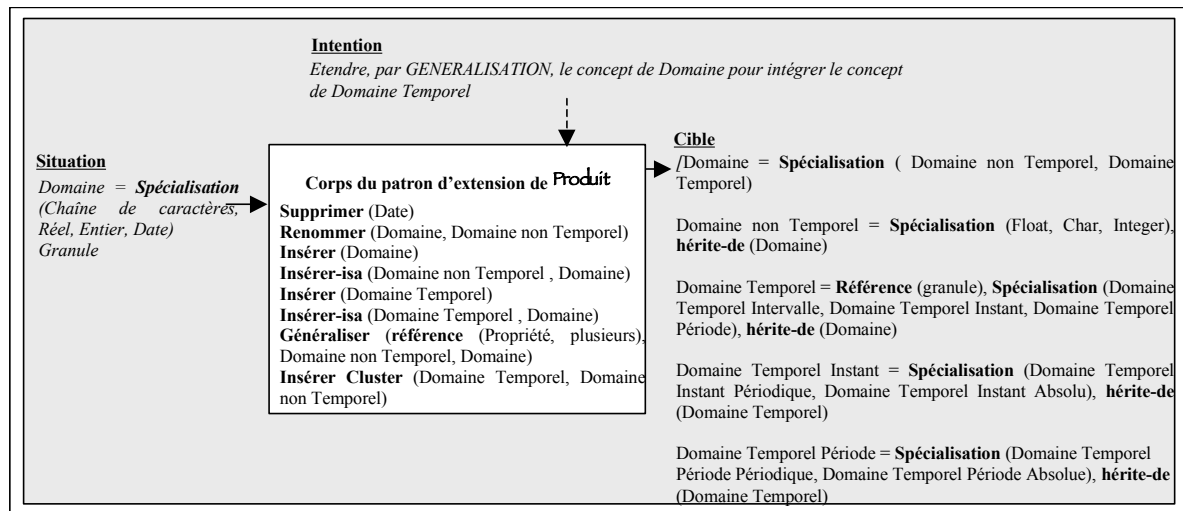 Intention
Etendre, par GENERALISATION, le concept de Domaine pour intégrer le concept
de Domaine Temporel
Situation
Domaine = Spécialisation
(Chaîne de caractères,
Réel, Entier, Date)
Granule
Corps du patron d'extension de Produit
Supprimer (Date)
Renommer (Domaine, Domaine non Temporel)
Insérer (Domaine)
Insérer-isa (Domaine non Temporel , Domaine)
Insérer (Domaine Temporel)
Insérer-isa (Domaine Temporel , Domaine)
Généraliser (référence (Propriété, plusieurs),
Domaine non Temporel, Domaine)
Insérer Cluster (Domaine Temporel, Domaine
non Temporel)
Cible
[Domaine = Spécialisation ( Domaine non Temporel, Domaine
Temporel)
Domaine non Temporel = Spécialisation (Float, Char, Integer),
hérite-de (Domaine)
Domaine Temporel = Référence (granule), Spécialisation (Domaine
Temporel Intervalle, Domaine Temporel Instant, Domaine Temporel
Période), hérite-de (Domaine)
Domaine Temporel Instant = Spécialisation (Domaine Temporel
Instant Périodique, Domaine Temporel Instant Absolu), hérite-de
(Domaine Temporel)
Domaine Temporel Période = Spécialisation (Domaine Temporel
Période Périodique, Domaine Temporel Période Absolue), hérite-de
(Domaine Temporel)